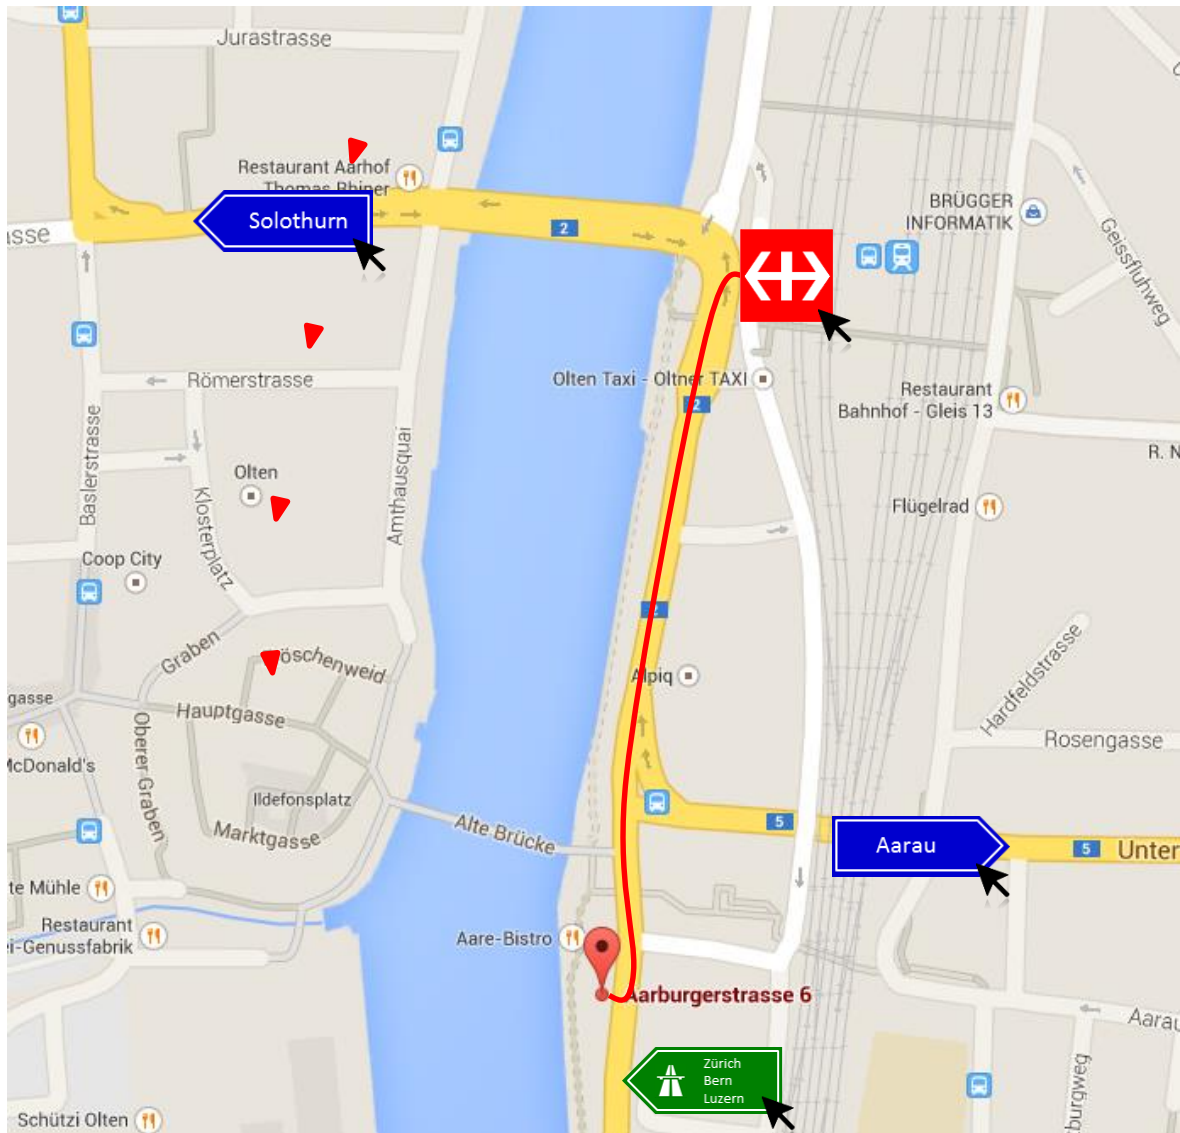 Jurastrasse
Restaurant Aarhof
Thomas Rhiner
Solothurn
2
BRÜGGER
INFORMATIK
Geissfluhweg
asse
Römerstrasse
Olten Taxi - Oltner TAXI
2
Restaurant
Bahnhof - Gleis 13
R. N
Baslerstrasse
Olten
Klosterplatz
Amthausquai
Flügelrad
Coop City
2
Graben
Alpiq
Hardfeldstrasse
gasse
Hauptgasse
Oberer Graben
Rosengasse
McDonald's
Ildefonsplatz
Marktgasse
Alte Brücke
5
Aarau
5
Unter
te Mühle
Restaurant
ei-Genussfabrik
Aare-Bistro
Aarburgerstrasse 6
Aarau
Zürich
Bern
Luzern
burgweg
Schützi Olten